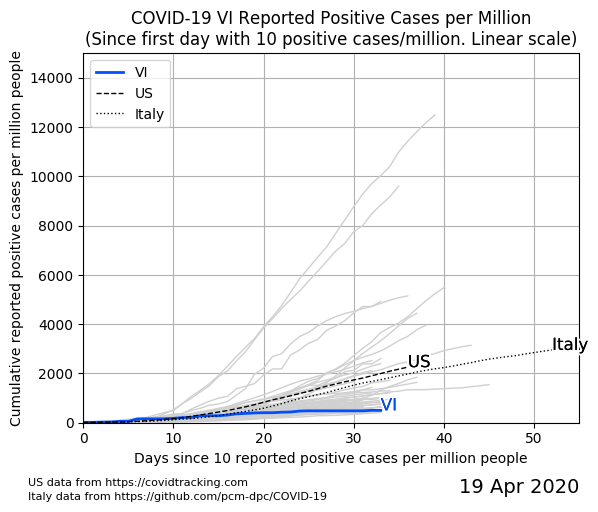 COVID-19 VI Reported Positive Cases per Million
(Since first day with 10 positive cases/million. Linear scale)
Cumulative reported positive cases per million people
14000
12000
10000
8000
6000
4000
2000
0
VI
US
Italy
Italy
US
VI
0 10 20 30 40 50
Days since 10 reported positive cases per million people
US data from https://covidtracking.com
Italy data from https://github.com/pcm-dpc/COVID-19
19 Apr 2020